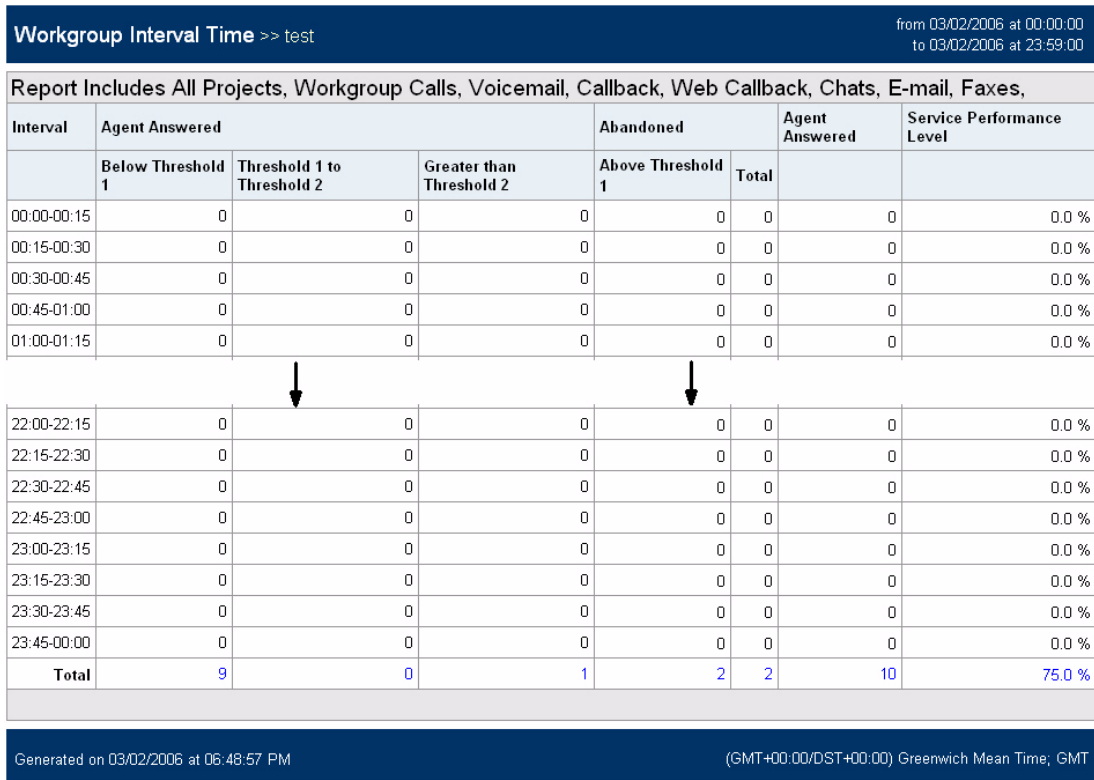 Workgroup Interval Time >> test
from 03/02/2006 at 00:00:00
to 03/02/2006 at 23:59:00
Report Includes All Projects, Workgroup Calls, Voicemail, Callback, Web Callback, Chats, E-mail, Faxes,
Interval Agent Answered Abandoned Agent Answered Service Performance Level
Below Threshold 1 Threshold 1 to Threshold 2 Greater than Threshold 2 Above Threshold 1 Total
00:00-00:15 0 0 0 0 0 0 0.0 %
00:15-00:30 0 0 0 0 0 0 0.0 %
00:30-00:45 0 0 0 0 0 0 0.0 %
00:45-01:00 0 0 0 0 0 0 0.0 %
01:00-01:15 0 0 0 0 0 0 0.0 %
22:00-22:15 0 0 0 0 0 0 0.0 %
22:15-22:30 0 0 0 0 0 0 0.0 %
22:30-22:45 0 0 0 0 0 0 0.0 %
22:45-23:00 0 0 0 0 0 0 0.0 %
23:00-23:15 0 0 0 0 0 0 0.0 %
23:15-23:30 0 0 0 0 0 0 0.0 %
23:30-23:45 0 0 0 0 0 0 0.0 %
23:45-00:00 0 0 0 0 0 0 0.0 %
Total 9 0 1 2 2 10 75.0 %
Generated on 03/02/2006 at 06:48:57 PM
(GMT+00:00/DST+00:00) Greenwich Mean Time; GMT